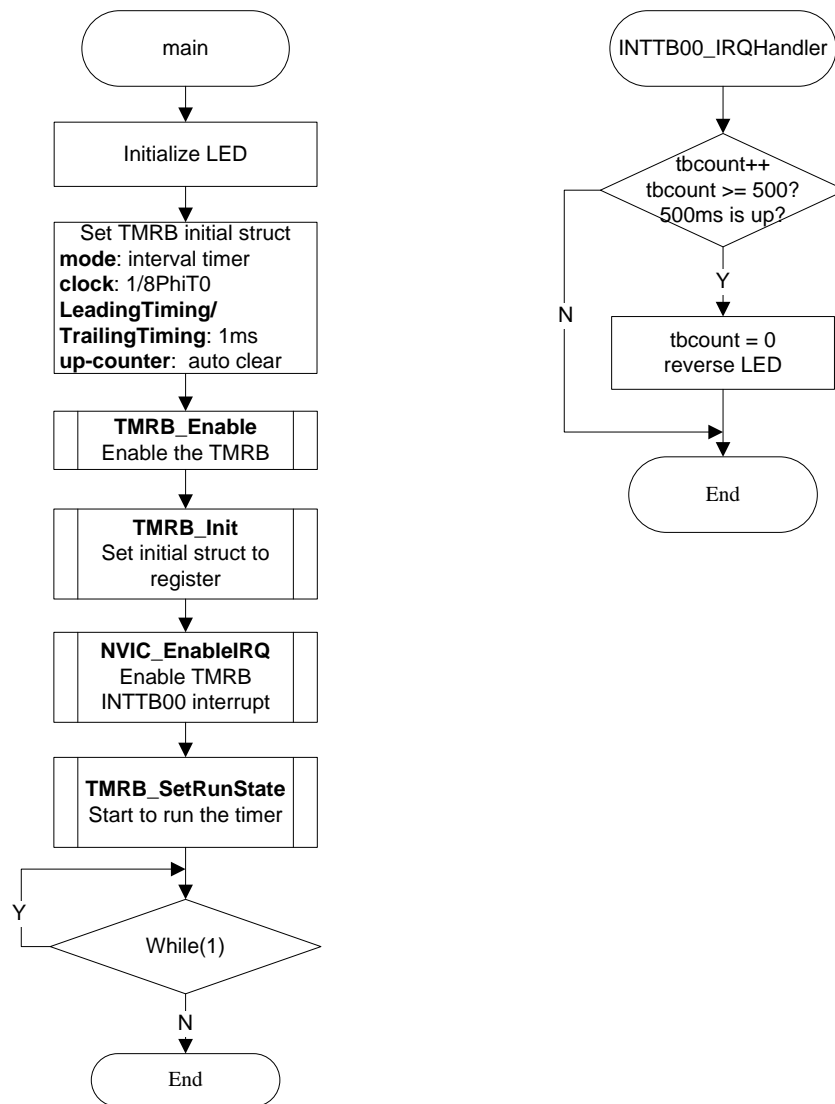 main
Initialize LED
Set TMRB initial struct
mode: interval timer
clock: 1/8PhiT0
LeadingTiming/
TrailingTiming: 1ms
up-counter: auto clear
TMRB_Enable
Enable the TMRB
TMRB_Init
Set initial struct to
register
NVIC_EnableIRQ
Enable TMRB
INTTB00 interrupt
TMRB_SetRunState
Start to run the timer
Y
While(1)
N
End
INTTB00_IRQHandler
tbcount++
tbcount >= 500?
500ms is up?
Y
N
tbcount = 0
reverse LED
End